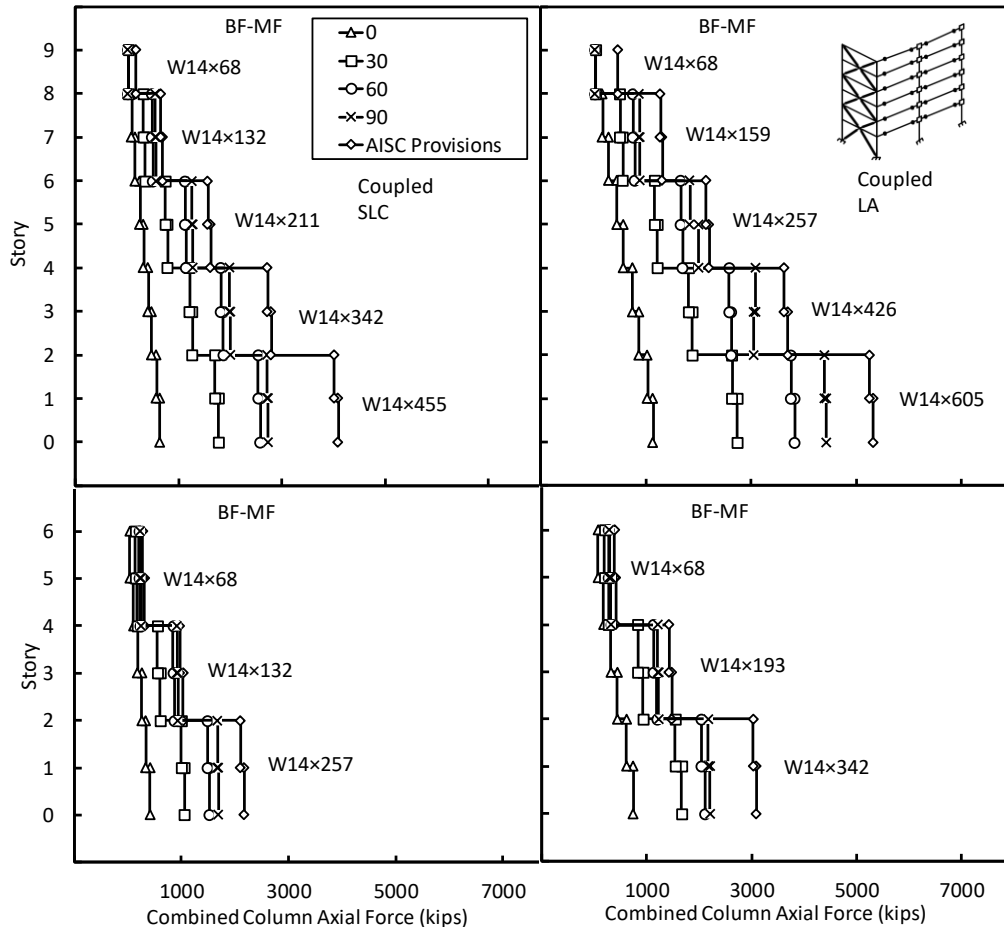 BF-MF
0
30
60
90
AISC Provisions
Coupled
SLC
W14×68
W14×132
W14×211
W14×342
W14×455
9
8
7
6
5
4
3
2
1
0
Story
BF-MF
Coupled
LA
W14×68
W14×159
W14×257
W14×426
W14×605
BF-MF
W14×68
W14×132
W14×257
6
5
4
3
2
1
0
Story
1000
3000
5000
7000
Combined Column Axial Force (kips)
BF-MF
W14×68
W14×193
W14×342
1000
3000
5000
7000
Combined Column Axial Force (kips)